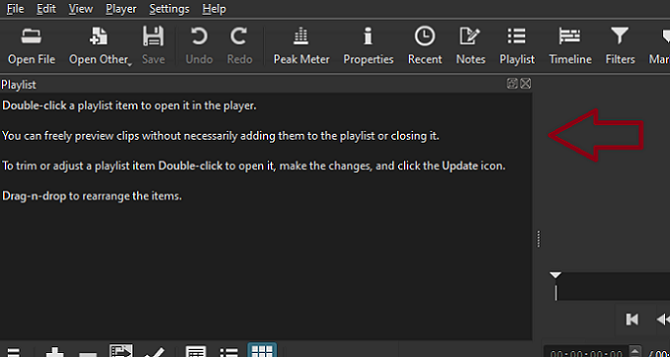 File Edit View Player Settings Help
Open File Open Other Save Undo Redo Peak Meter Properties Recent Notes Playlist Timeline Filters Mar
Playlist
Double-click a playlist item to open it in the player.
You can freely preview clips without necessarily adding them to the playlist or closing it.
To trim or adjust a playlist item Double-click to open it, make the changes, and click the Update icon.
Drag-n-drop to rearrange the items.
00:00:00:00